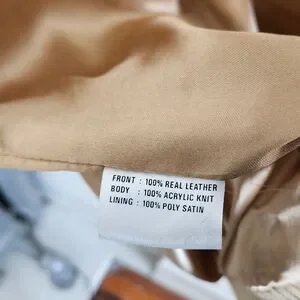 FRONT : 100% REAL LEATHER
BODY : 100% ACRYLIC KNIT
LINING : 100% POLY SATIN